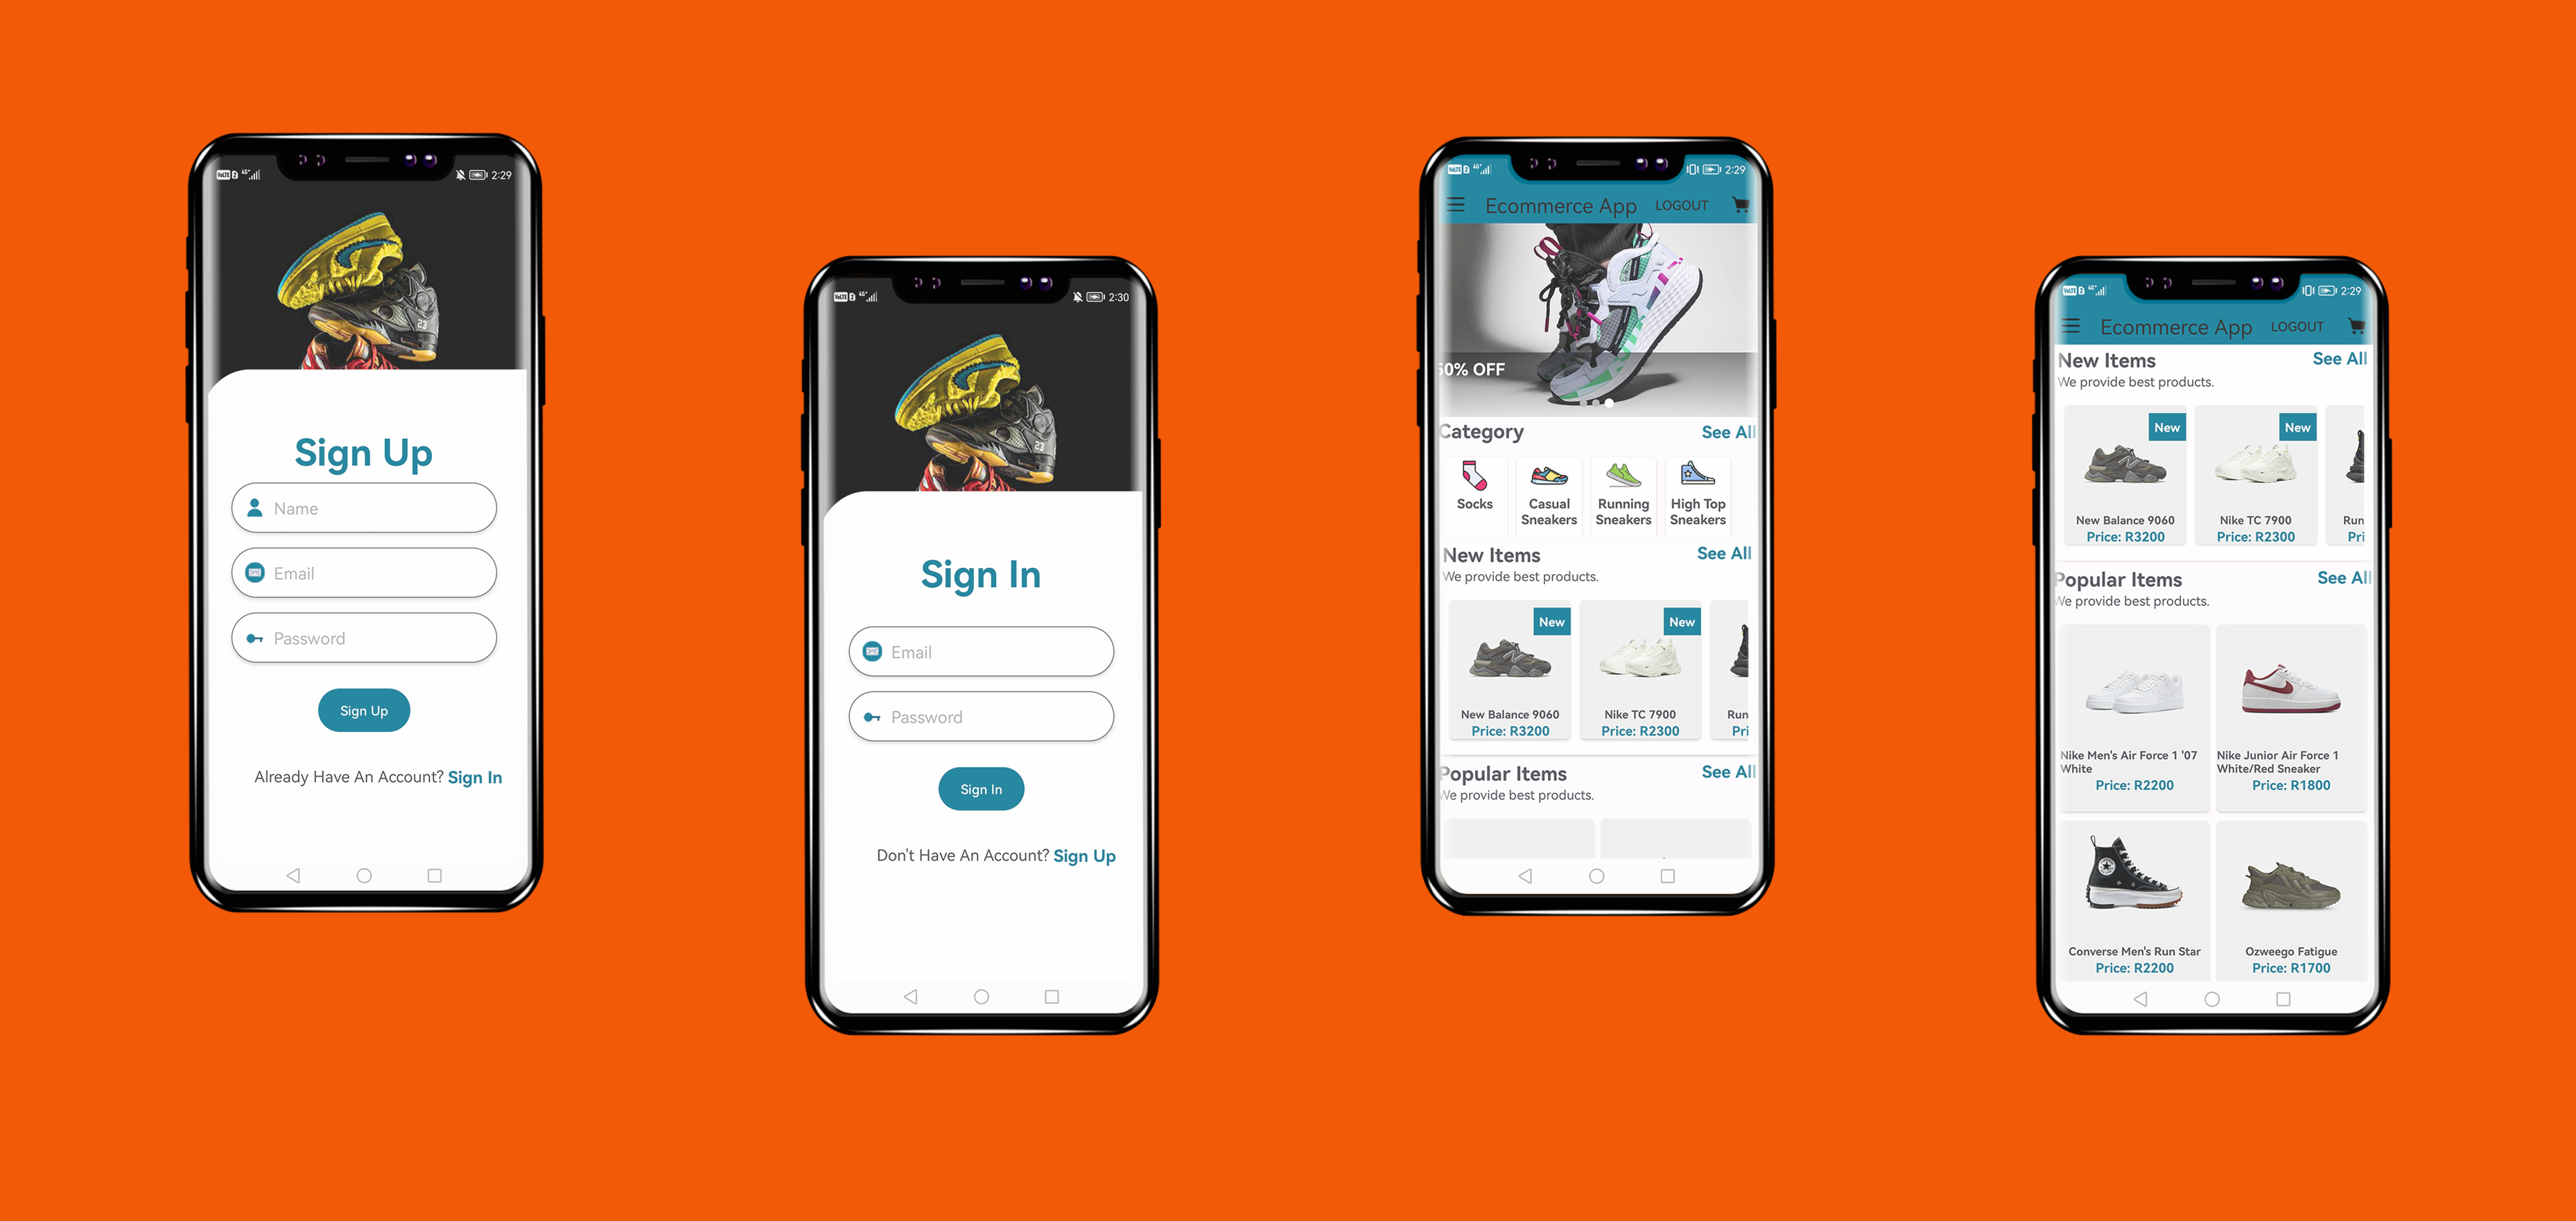 2:29
23
Sign Up
Name
Email
Password
Sign Up
Already Have An Account? Sign In
2:30
23
Sign In
Email
Password
Sign In
Don't Have An Account? Sign Up
2:29
Ecommerce App LOGOUT
50% OFF
Category See All
Socks
Casual
Sneakers
Running
Sneakers
High Top
Sneakers
New Items See All
We provide best products.
New
New
New Balance 9060
Price: R3200
Nike TC 7900
Price: R2300
Run
Pri
Popular Items See All
We provide best products.
2:29
Ecommerce App LOGOUT
New Items See All
We provide best products.
New
New
New Balance 9060
Price: R3200
Nike TC 7900
Price: R2300
Run
Pri
Popular Items See All
We provide best products.
Nike Men's Air Force 1 '07
White
Price: R2200
Nike Junior Air Force 1
White/Red Sneaker
Price: R1800
Converse Men's Run Star
Price: R2200
Ozweego Fatigue
Price: R1700